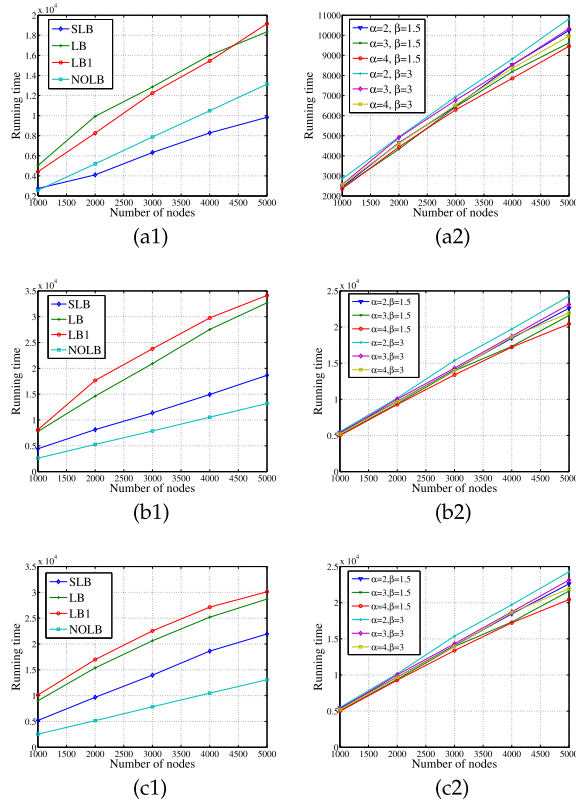 x 10^4
2
1.8
1.6
1.4
1.2
1
0.8
0.6
0.4
0.2
1000 2000 3000 4000 5000
Running time
Number of nodes
SLB
LB
LB1
NOLB
(a1)
11000
10000
9000
8000
7000
6000
5000
4000
3000
2000
1000 1500 2000 2500 3000 3500 4000 4500 5000
Running time
Number of nodes
α=2, β=1.5
α=3, β=1.5
α=4, β=1.5
α=2, β=3
α=3, β=3
α=4, β=3
(a2)
x 10^4
3.5
3
2.5
2
1.5
1
0.5
0
1000 1500 2000 2500 3000 3500 4000 4500 5000
Running time
Number of nodes
SLB
LB
LB1
NOLB
(b1)
x 10^4
2.5
2
1.5
1
0.5
0
1000 1500 2000 2500 3000 3500 4000 4500 5000
Running time
Number of nodes
α=2,β=1.5
α=3,β=1.5
α=4,β=1.5
α=2,β=3
α=3,β=3
α=4,β=3
(b2)
x 10^4
3.5
3
2.5
2
1.5
1
0.5
0
1000 1500 2000 2500 3000 3500 4000 4500 5000
Running time
Number of nodes
SLB
LB
LB1
NOLB
(c1)
x 10^4
2.5
2
1.5
1
0.5
0
1000 1500 2000 2500 3000 3500 4000 4500 5000
Running time
Number of nodes
α=2,β=1.5
α=3,β=1.5
α=4,β=1.5
α=2,β=3
α=3,β=3
α=4,β=3
(c2)